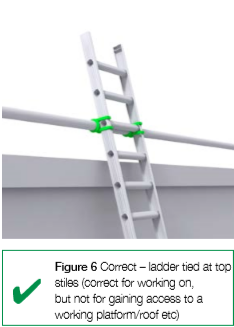 Figure 6 Correct – ladder tied at top
stiles (correct for working on,
but not for gaining access to a
working platform/roof etc)